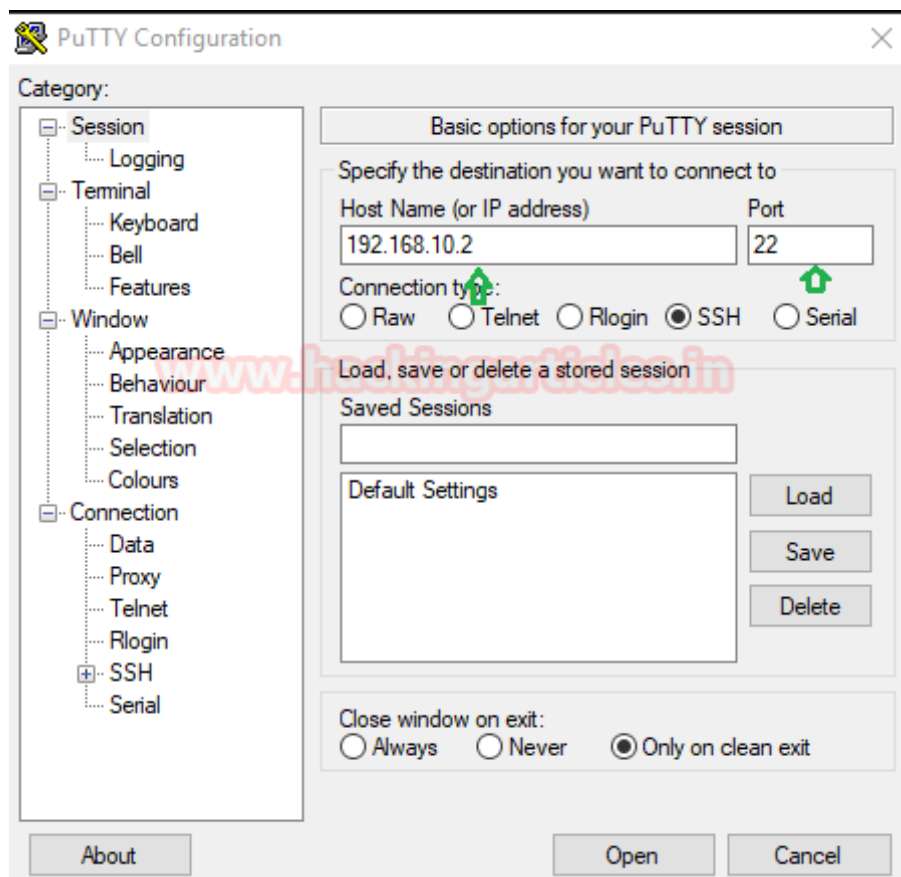 PuTTY Configuration
Category:
Session
Logging
Terminal
Keyboard
Bell
Features
Window
Appearance
Behaviour
Translation
Selection
Colours
Connection
Data
Proxy
Telnet
Rlogin
SSH
Serial
Basic options for your PuTTY session
Specify the destination you want to connect to
Host Name (or IP address) Port
192.168.10.2 22
Connection type:
Raw Telnet Rlogin SSH Serial
www.hackingarticles.in
Load, save or delete a stored session
Saved Sessions
Default Settings
Load
Save
Delete
Close window on exit:
Always Never Only on clean exit
About Open Cancel